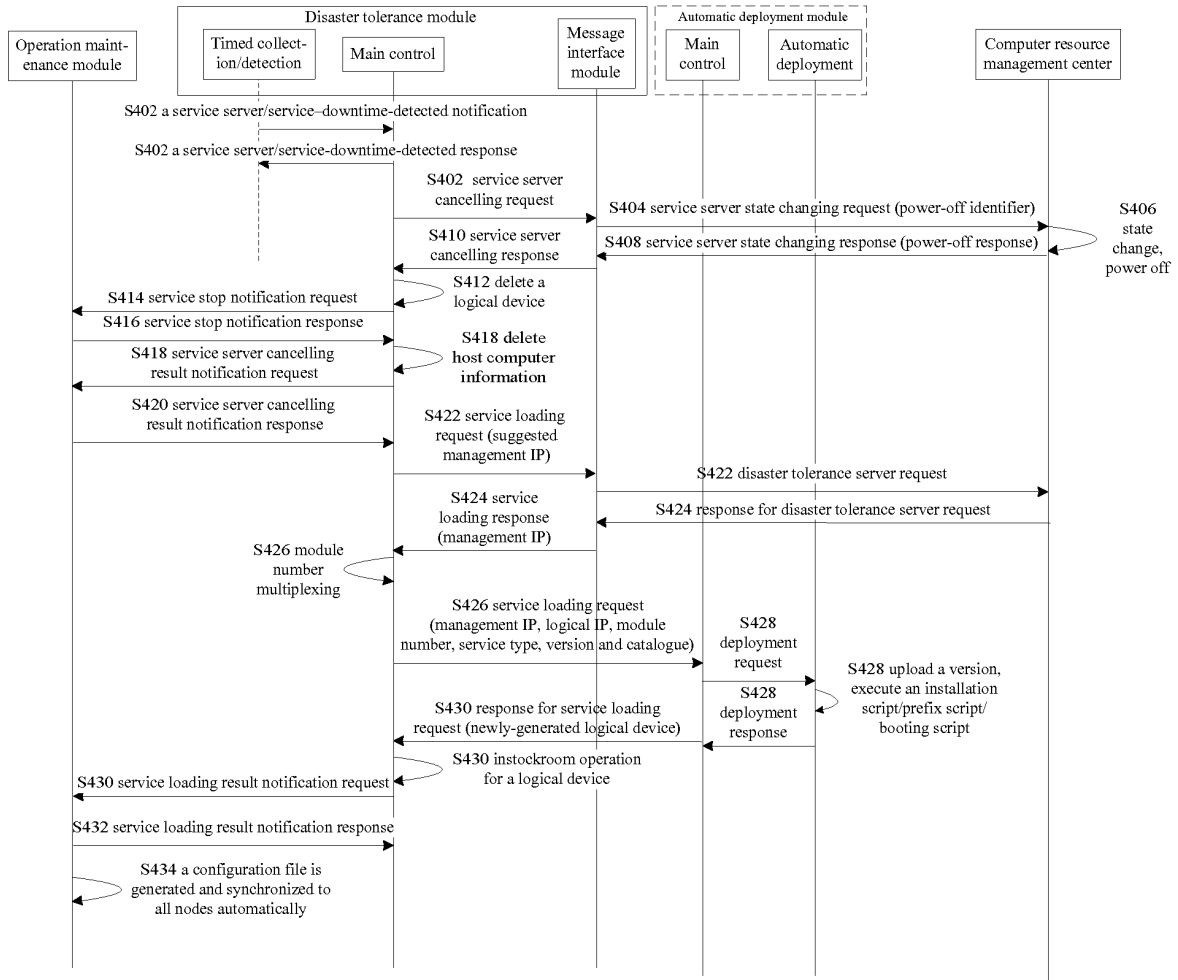 Disaster tolerance module
Automatic deployment module
Operation maint-
enance module
Timed collect-
ion/detection
Main control
Message
interface
module
Main
control
Automatic
deployment
Computer resource
management center
S402 a service server/service–downtime-detected notification
S402 a service server/service-downtime-detected response
S402 service server
cancelling request
S404 service server state changing request (power-off identifier)
S406
state
change,
power off
S410 service server
cancelling response
S408 service server state changing response (power-off response)
S412 delete a
logical device
S414 service stop notification request
S416 service stop notification response
S418 delete
host computer
information
S418 service server cancelling
result notification request
S420 service server cancelling
result notification response
S422 service loading
request (suggested
management IP)
S422 disaster tolerance server request
S424 service
loading response
(management IP)
S424 response for disaster tolerance server request
S426 module
number
multiplexing
S426 service loading request
(management IP, logical IP, module
number, service type, version and catalogue)
S428
deployment
request
S428 upload a version,
execute an installation
script/prefix script/
booting script
S428
deployment
response
S430 response for service loading
request (newly-generated logical device)
S430 instockroom operation
for a logical device
S430 service loading result notification request
S432 service loading result notification response
S434 a configuration file is
generated and synchronized to
all nodes automatically